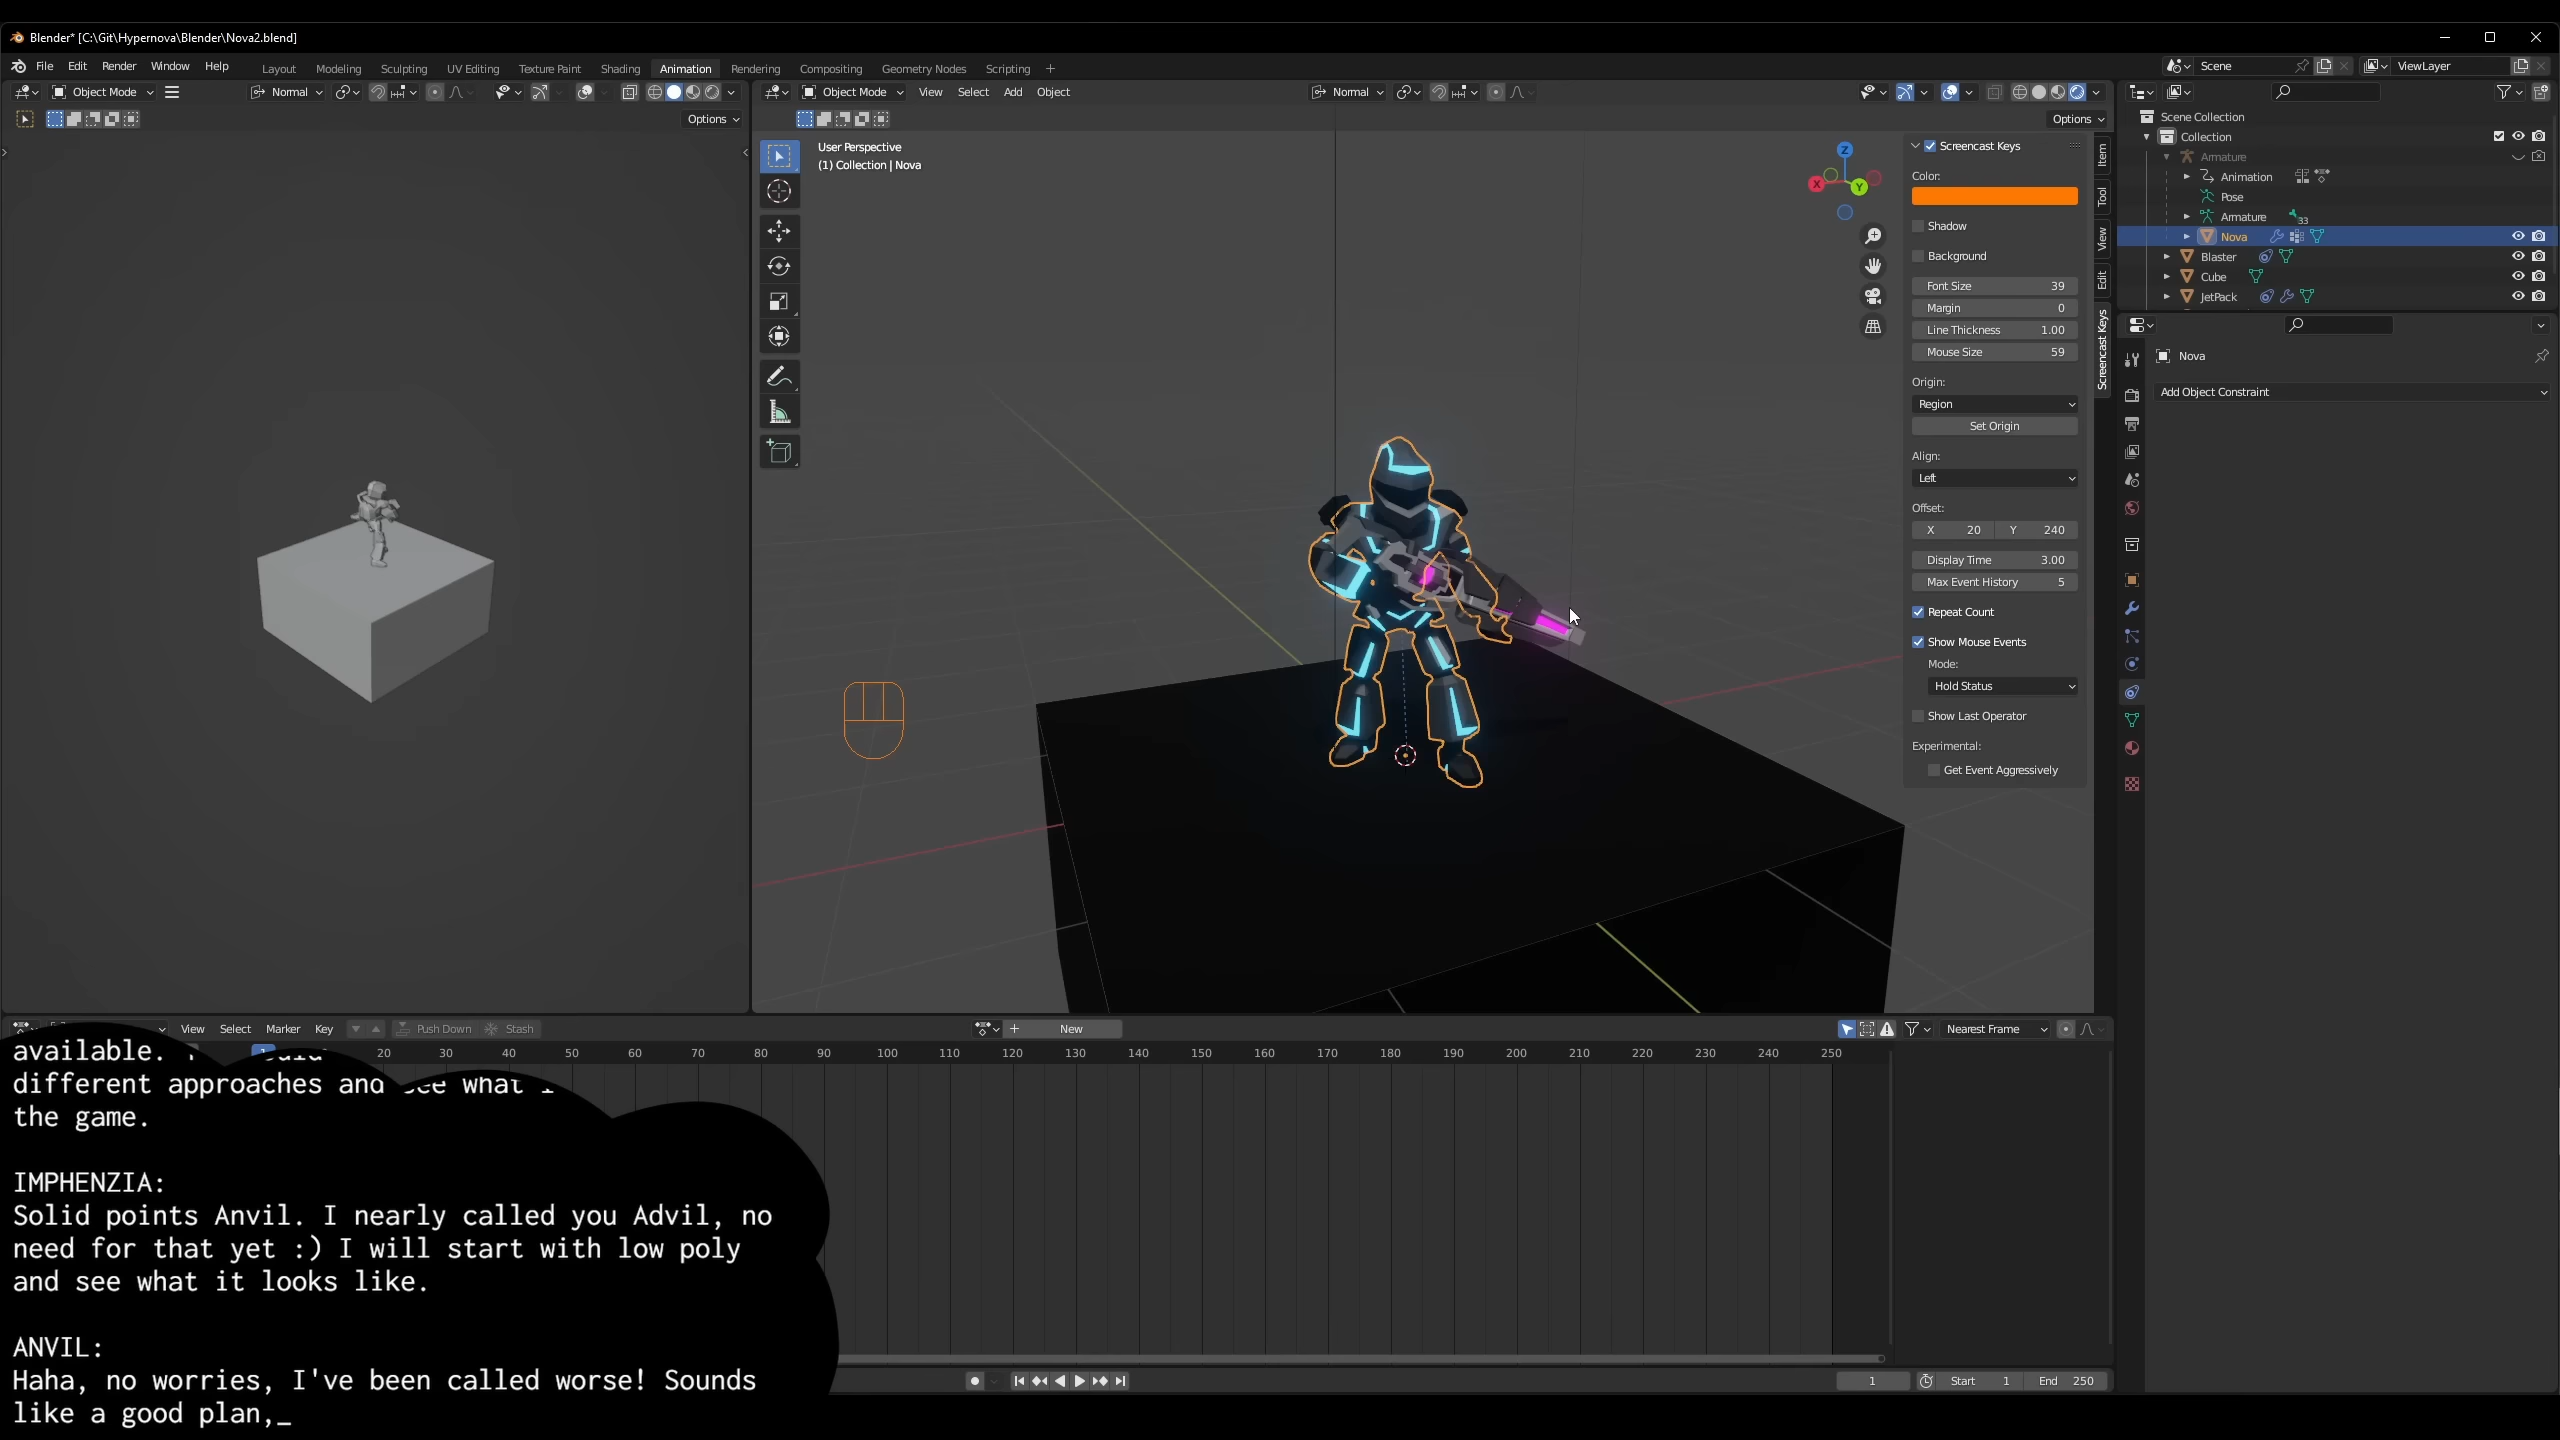 Blender* [C:\Git\Hypernova\Blender\Nova2.blend]
File Edit Render Window Help
Layout Modeling Sculpting UV Editing Texture Paint Shading Animation Rendering Compositing Geometry Nodes Scripting +
Scene
ViewLayer
Object Mode
Normal
Options
Object Mode View Select Add Object
Normal
Options
User Perspective
(1) Collection | Nova
Z
X
Y
Screencast Keys
Color:
Shadow
Background
Font Size 39
Margin 0
Line Thickness 1.00
Mouse Size 59
Origin:
Region
Set Origin
Align:
Left
Offset:
X 20 Y 240
Display Time 3.00
Max Event History 5
Repeat Count
Show Mouse Events
Mode:
Hold Status
Show Last Operator
Experimental:
Get Event Aggressively
Item
Tool
View
Edit
Screencast Keys
Scene Collection
Collection
Armature
Animation
Pose
Armature 33
Nova
Blaster
Cube
JetPack
Nova
Add Object Constraint
View Select Marker Key Push Down Stash
New
Nearest Frame
20 30 40 50 60 70 80 90 100 110 120 130 140 150 160 170 180 190 200 210 220 230 240 250
available.
different approaches and see what I
the game.
IMPHENZIA:
Solid points Anvil. I nearly called you Advil, no
need for that yet :) I will start with low poly
and see what it looks like.
ANVIL:
Haha, no worries, I've been called worse! Sounds
like a good plan,_
1 Start 1 End 250